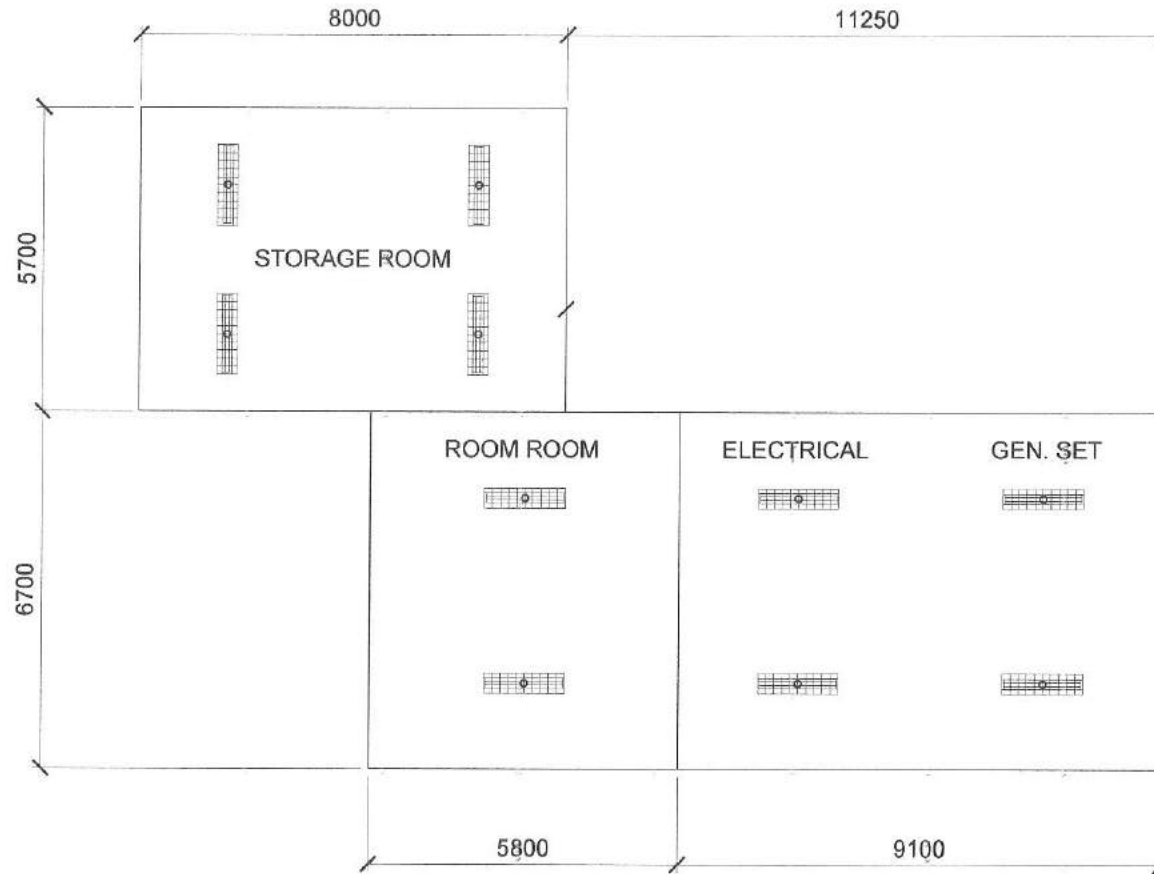 8000
11250
5700
STORAGE ROOM
ROOM ROOM
ELECTRICAL
GEN. SET
6700
5800
9100